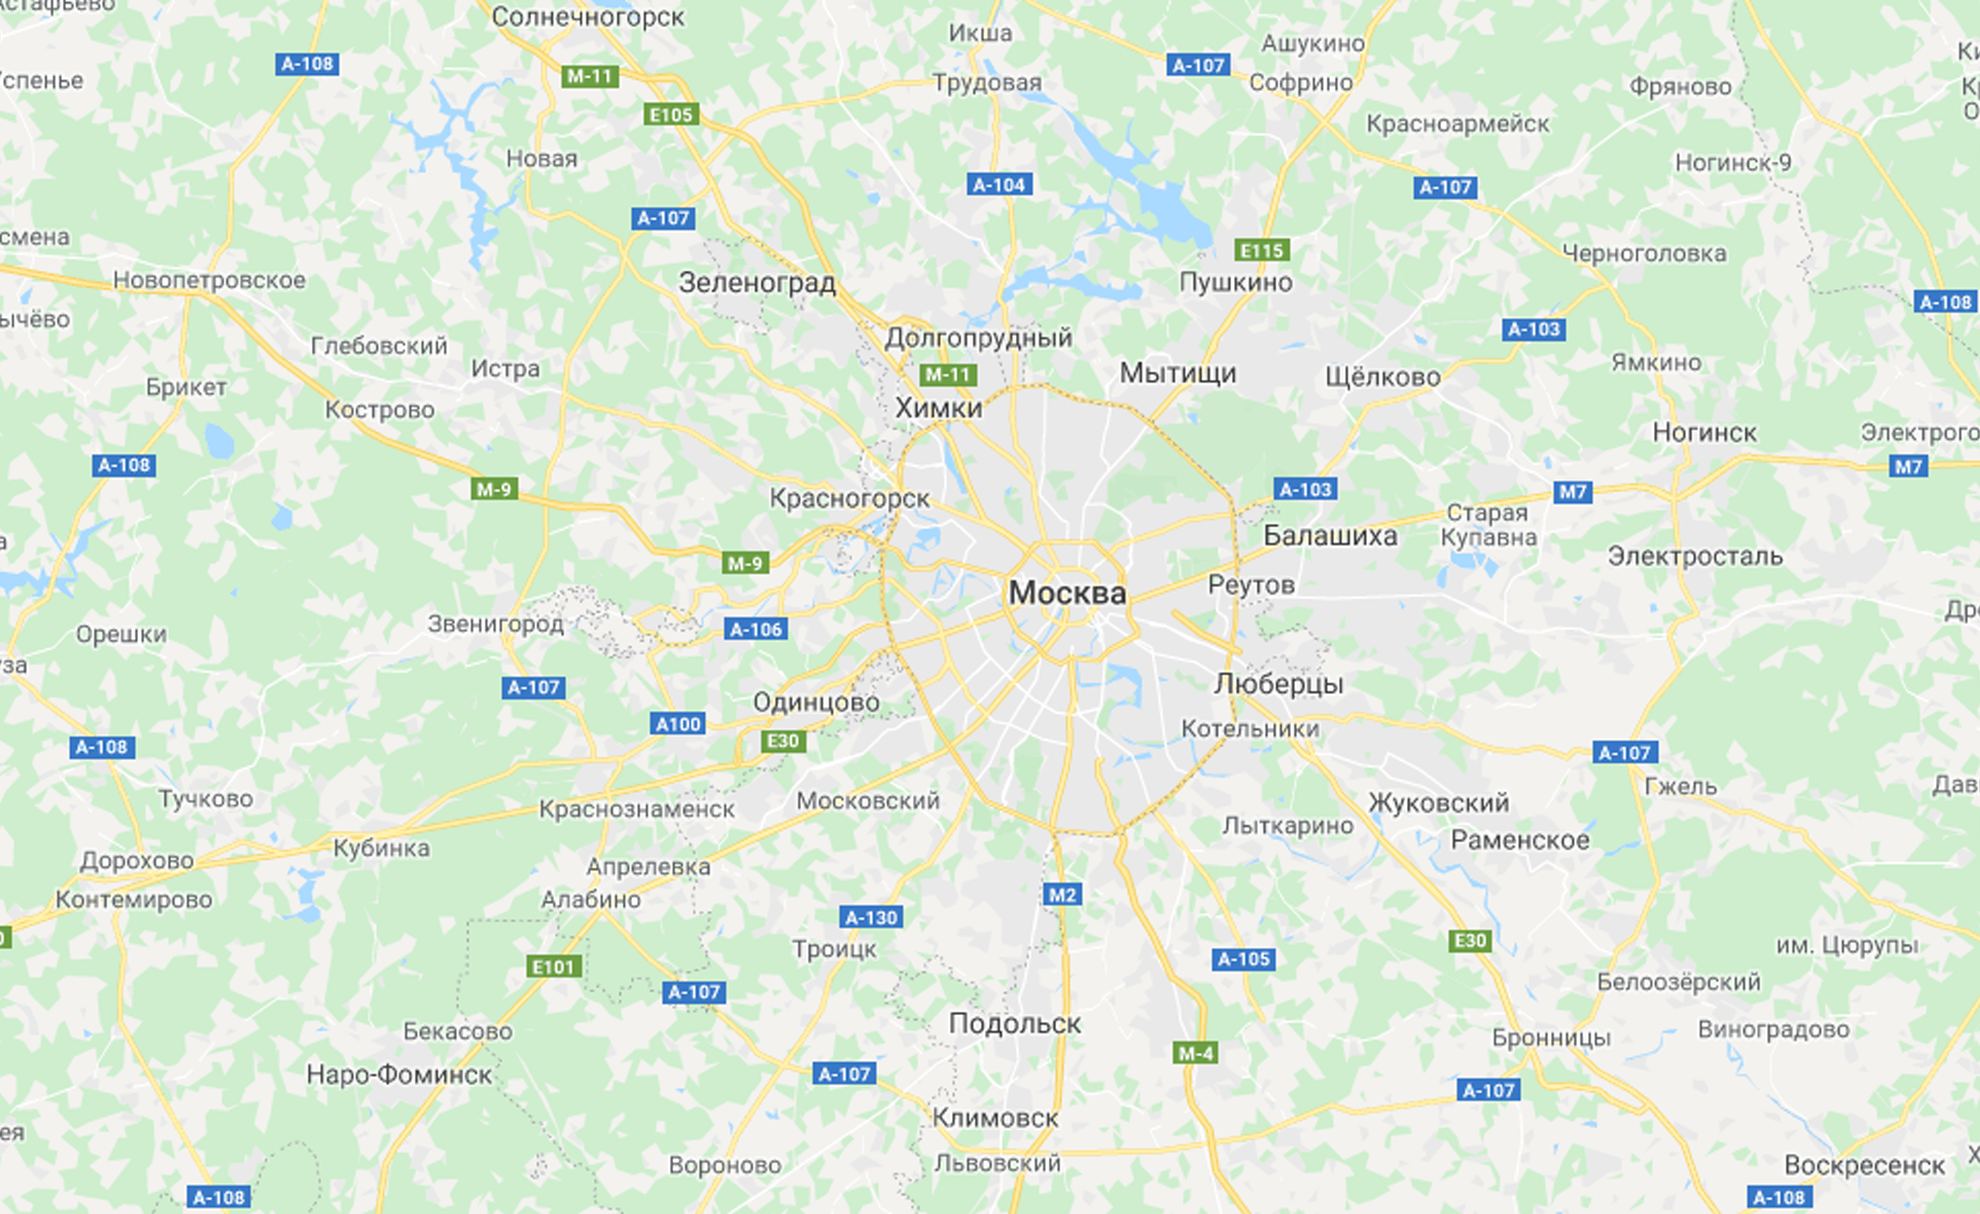 Солнечногорск
Икша
Ашукино
А-108
М-11
Трудовая
А-107
Софрино
Фряново
E105
Красноармейск
Новая
Ногинск-9
А-104
А-107
А-107
E115
Черноголовка
Новопетровское
Зеленоград
Пушкино
А-108
А-103
Долгопрудный
Глебовский
Истра
М-11
Мытищи
Щёлково
Ямкино
Брикет
Кострово
Химки
Ногинск
Электрого
А-108
М7
М-9
Красногорск
А-103
М7
Старая
Купавна
Балашиха
Электросталь
М-9
Москва
Реутов
Звенигород
А-106
Орешки
А-107
Одинцово
Люберцы
А100
Котельники
E30
А-108
А-107
Тучково
Краснознаменск
Московский
Жуковский
Гжель
Лыткарино
Раменское
Кубинка
Дорохово
Апрелевка
Контемирово
Алабино
М2
А-130
Троицк
E30
им. Цюрупы
E101
А-105
А-107
Белоозёрский
Бекасово
Подольск
Бронницы
Виноградово
Наро-Фоминск
М-4
А-107
А-107
Климовск
Вороново
Львовский
Воскресенск
А-108
А-108